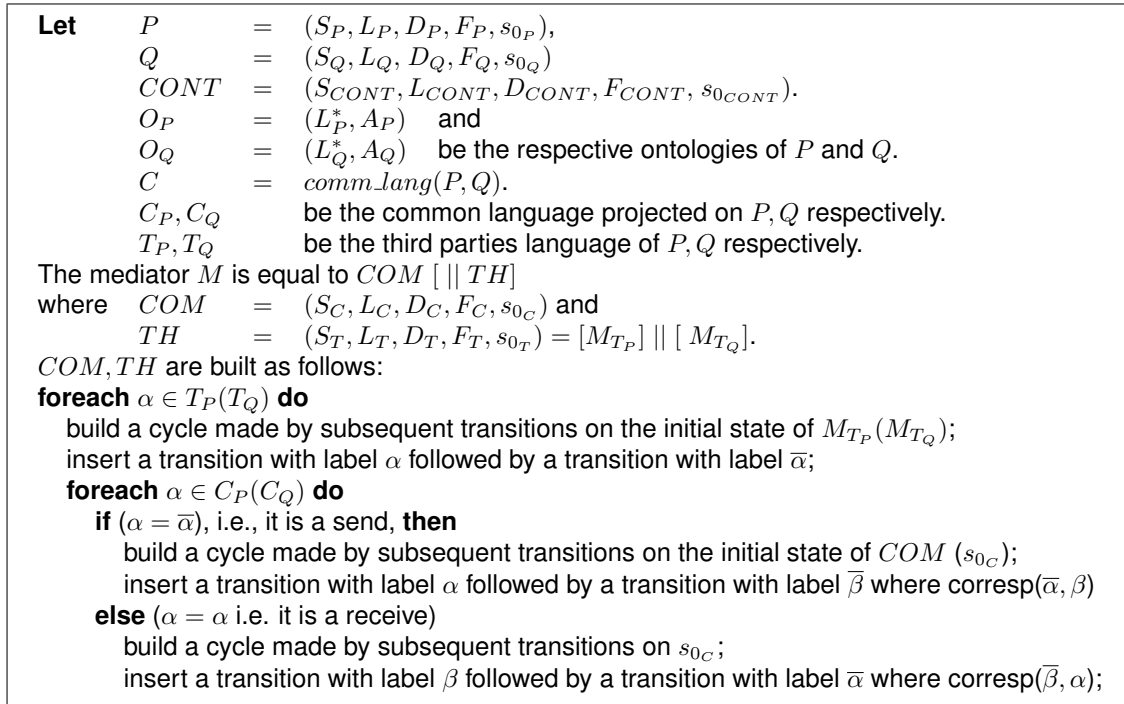 Let P = (S_P, L_P, D_P, F_P, s_{0_P}),
Q = (S_Q, L_Q, D_Q, F_Q, s_{0_Q})
CONT = (S_{CONT}, L_{CONT}, D_{CONT}, F_{CONT}, s_{0_{CONT}}).
O_P = (L_P^*, A_P) and
O_Q = (L_Q^*, A_Q) be the respective ontologies of P and Q.
C = comm_lang(P, Q).
C_P, C_Q be the common language projected on P, Q respectively.
T_P, T_Q be the third parties language of P, Q respectively.
The mediator M is equal to COM [ || TH]
where COM = (S_C, L_C, D_C, F_C, s_{0_C}) and
TH = (S_T, L_T, D_T, F_T, s_{0_T}) = [M_{T_P}] || [ M_{T_Q}].
COM, TH are built as follows:
foreach α ∈ T_P(T_Q) do
build a cycle made by subsequent transitions on the initial state of M_{T_P}(M_{T_Q});
insert a transition with label α followed by a transition with label \overline{α};
foreach α ∈ C_P(C_Q) do
if (α = \overline{α}), i.e., it is a send, then
build a cycle made by subsequent transitions on the initial state of COM (s_{0_C});
insert a transition with label α followed by a transition with label \overline{β} where corresp(\overline{α}, β)
else (α = α i.e. it is a receive)
build a cycle made by subsequent transitions on s_{0_C};
insert a transition with label β followed by a transition with label \overline{α} where corresp(\overline{β}, α);